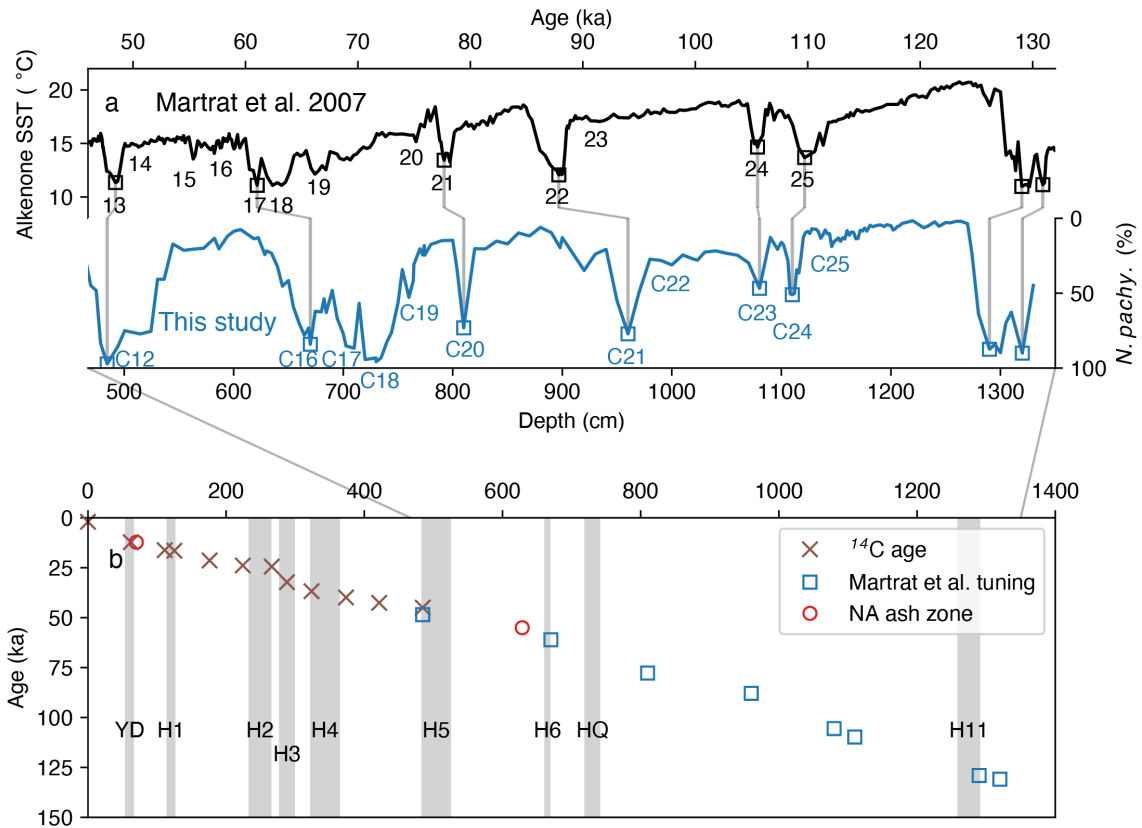 Age (ka)
50 60 70 80 90 100 110 120 130
Alkenone SST ( °C)
20
15
10
a Martrat et al. 2007
13 14 15 16 17 18 19 20 21 22 23 24 25
0
50
100
N. pachy. (%)
This study
C12 C16 C17 C18 C19 C20 C21 C22 C23 C24 C25
500 600 700 800 900 1000 1100 1200 1300
Depth (cm)
0 200 400 600 800 1000 1200 1400
Age (ka)
0
25
50
75
100
125
150
b
14C age
Martrat et al. tuning
NA ash zone
YD H1 H2 H3 H4 H5 H6 HQ H11